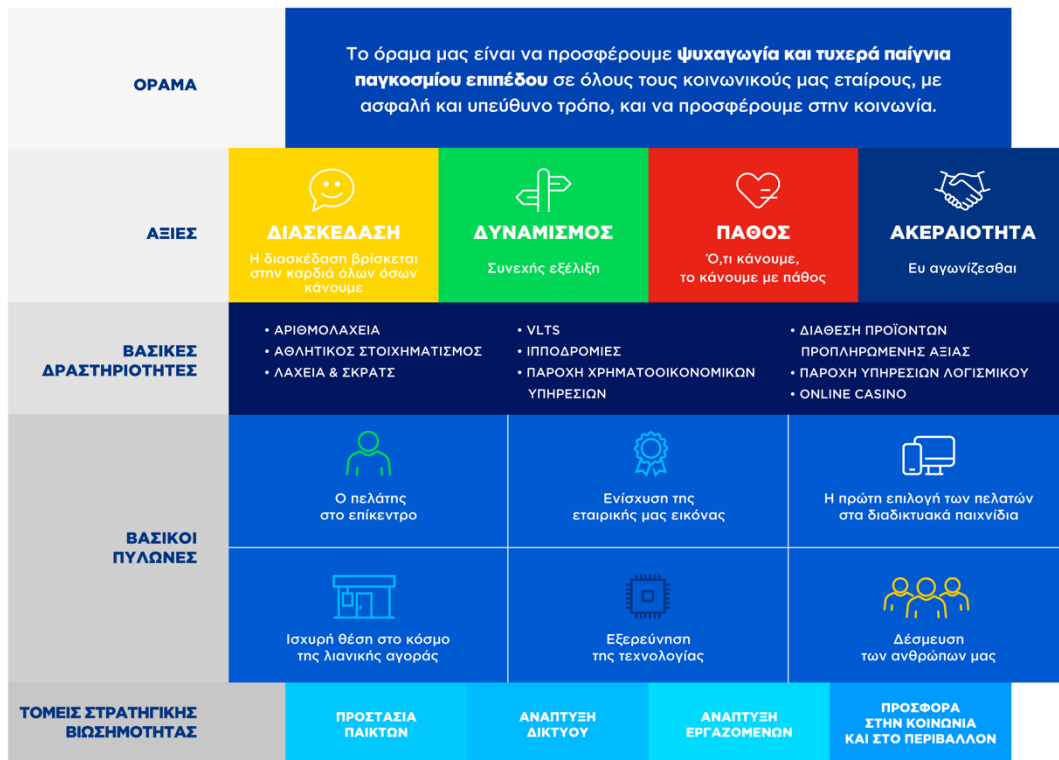 ΟΡΑΜΑ
Το όραμα μας είναι να προσφέρουμε ψυχαγωγία και τυχερά παίγνια
παγκοσμίου επιπέδου σε όλους τους κοινωνικούς μας εταίρους, με
ασφαλή και υπεύθυνο τρόπο, και να προσφέρουμε στην κοινωνία.
ΑΞΙΕΣ
ΔΙΑΣΚΕΔΑΣΗ
Η διασκέδαση βρίσκεται
στην καρδιά όλων όσων
κάνουμε
ΔΥΝΑΜΙΣΜΟΣ
Συνεχής εξέλιξη
ΠΑΘΟΣ
Ό,τι κάνουμε,
το κάνουμε με πάθος
ΑΚΕΡΑΙΟΤΗΤΑ
Ευ αγωνίζεσθαι
ΒΑΣΙΚΕΣ
ΔΡΑΣΤΗΡΙΟΤΗΤΕΣ
• ΑΡΙΘΜΟΛΑΧΕΙΑ
• ΑΘΛΗΤΙΚΟΣ ΣΤΟΙΧΗΜΑΤΙΣΜΟΣ
• ΛΑΧΕΙΑ & ΣΚΡΑΤΣ
• VLTS
• ΙΠΠΟΔΡΟΜΙΕΣ
• ΠΑΡΟΧΗ ΧΡΗΜΑΤΟΟΙΚΟΝΟΜΙΚΩΝ
ΥΠΗΡΕΣΙΩΝ
• ΔΙΑΘΕΣΗ ΠΡΟΪΟΝΤΩΝ
ΠΡΟΠΛΗΡΩΜΕΝΗΣ ΑΞΙΑΣ
• ΠΑΡΟΧΗ ΥΠΗΡΕΣΙΩΝ ΛΟΓΙΣΜΙΚΟΥ
• ONLINE CASINO
ΒΑΣΙΚΟΙ
ΠΥΛΩΝΕΣ
Ο πελάτης
στο επίκεντρο
Ενίσχυση της
εταιρικής μας εικόνας
Η πρώτη επιλογή των πελατών
στα διαδικτυακά παιχνίδια
Ισχυρή θέση στο κόσμο
της λιανικής αγοράς
Εξερεύνηση
της τεχνολογίας
Δέσμευση
των ανθρώπων μας
ΤΟΜΕΙΣ ΣΤΡΑΤΗΓΙΚΗΣ
ΒΙΩΣΗΜΟΤΗΤΑΣ
ΠΡΟΣΤΑΣΙΑ
ΠΑΙΚΤΩΝ
ΑΝΑΠΤΥΞΗ
ΔΙΚΤΥΟΥ
ΑΝΑΠΤΥΞΗ
ΕΡΓΑΖΟΜΕΝΩΝ
ΠΡΟΣΦΟΡΑ
ΣΤΗΝ ΚΟΙΝΩΝΙΑ
ΚΑΙ ΣΤΟ ΠΕΡΙΒΑΛΛΟΝ